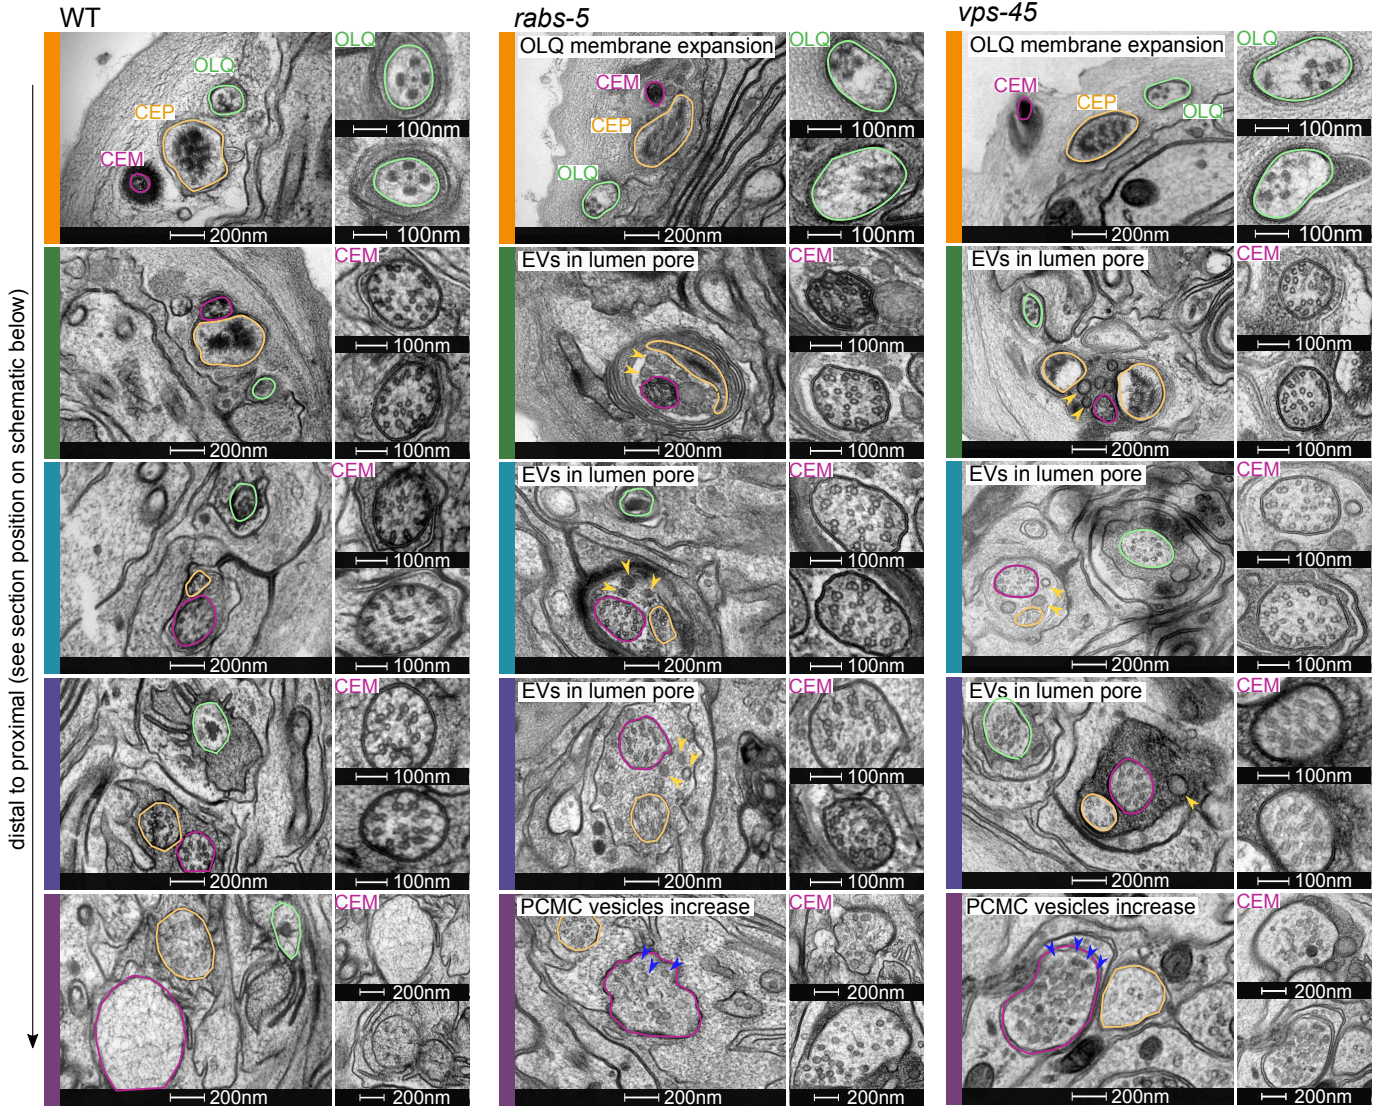 WT
rabs-5
vps-45
distal to proximal (see section position on schematic below)
OLQ
CEP
CEM
200nm
OLQ
100nm
100nm
OLQ membrane expansion
CEM
CEP
OLQ
200nm
OLQ
100nm
100nm
OLQ membrane expansion
CEM
CEP
OLQ
200nm
OLQ
100nm
100nm
200nm
CEM
100nm
100nm
EVs in lumen pore
200nm
CEM
100nm
100nm
EVs in lumen pore
200nm
CEM
100nm
100nm
200nm
CEM
100nm
100nm
EVs in lumen pore
200nm
CEM
100nm
100nm
EVs in lumen pore
200nm
CEM
100nm
100nm
200nm
CEM
100nm
100nm
EVs in lumen pore
200nm
CEM
100nm
100nm
EVs in lumen pore
200nm
CEM
100nm
100nm
200nm
CEM
200nm
200nm
PCMC vesicles increase
200nm
CEM
200nm
200nm
PCMC vesicles increase
200nm
CEM
200nm
200nm